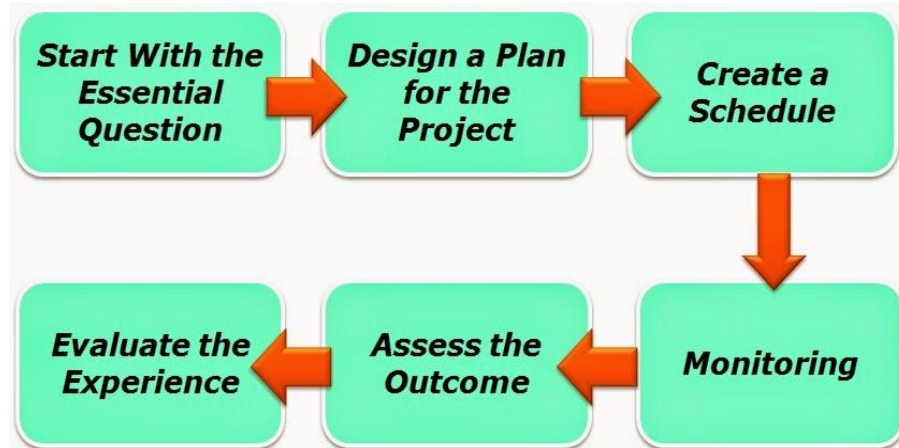 Start With the
Essential
Question
Design a Plan
for the
Project
Create a
Schedule
Monitoring
Assess the
Outcome
Evaluate the
Experience